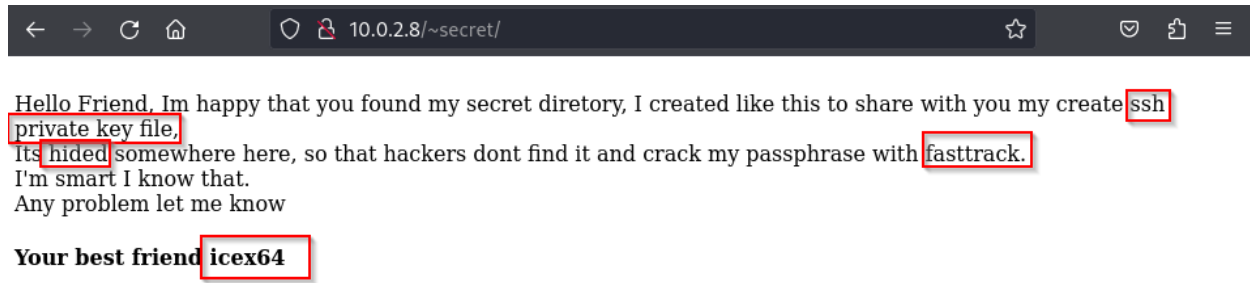 10.0.2.8/~secret/
Hello Friend, Im happy that you found my secret diretory, I created like this to share with you my create ssh
private key file,
Its hided somewhere here, so that hackers dont find it and crack my passphrase with fasttrack.
I'm smart I know that.
Any problem let me know
Your best friend icex64